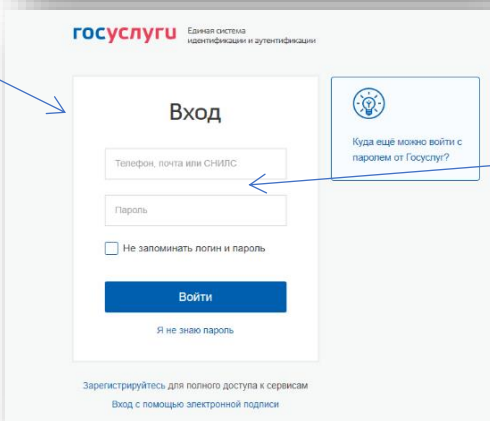 госуслуги
Единая система
идентификации и аутентификации
Вход
Телефон, почта или СНИЛС
Пароль
Не запоминать логин и пароль
Войти
Я не знаю пароль
Куда ещё можно войти с
паролем от Госуслуг?
Зарегистрируйтесь для полного доступа к сервисам
Вход с помощью электронной подписи